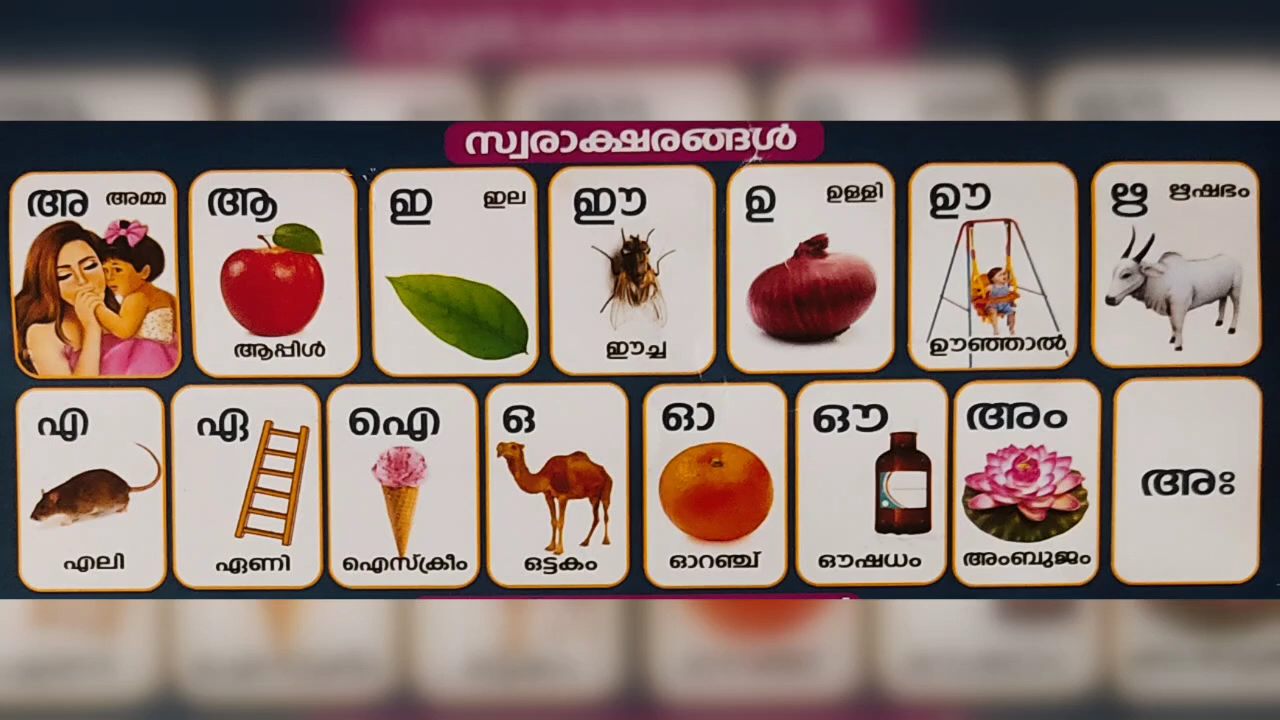 സ്വരാക്ഷരങ്ങൾ
അ അമ്മ
ആ
ആപ്പിൾ
ഇ ഇല
ഈ
ഈച്ച
ഉ ഉള്ളി
ഊ
ഊഞ്ഞാൽ
ഋ ഋഷഭം
എ
എലി
ഏ
ഏണി
ഐ
ഐസ്ക്രീം
ഒ
ഒട്ടകം
ഓ
ഓറഞ്ച്
ഔ
ഔഷധം
അം
അംബുജം
അഃ